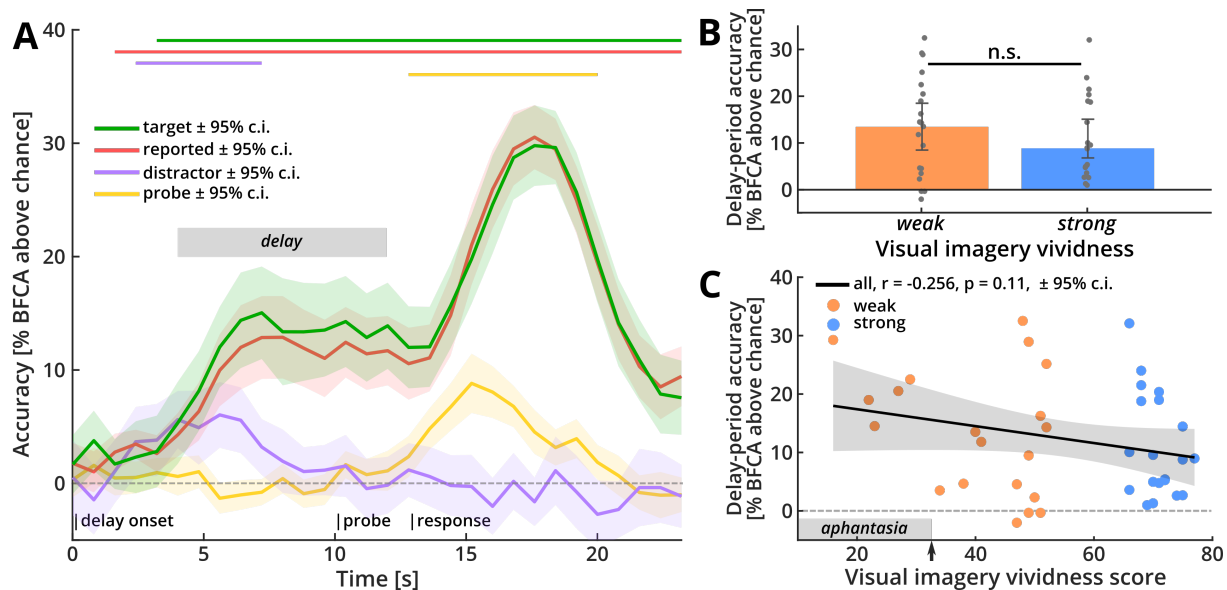 A
Accuracy [% BFCA above chance]
40
30
20
10
0
target ± 95% c.i.
reported ± 95% c.i.
distractor ± 95% c.i.
probe ± 95% c.i.
delay
|delay onset
|probe
|response
0
5
10
15
20
Time [s]
B
Delay-period accuracy
[% BFCA above chance]
30
20
10
0
n.s.
weak
strong
Visual imagery vividness
C
Delay-period accuracy
[% BFCA above chance]
40
30
20
10
0
all, r = -0.256, p = 0.11, ± 95% c.i.
weak
strong
aphantasia
20
40
60
80
Visual imagery vividness score